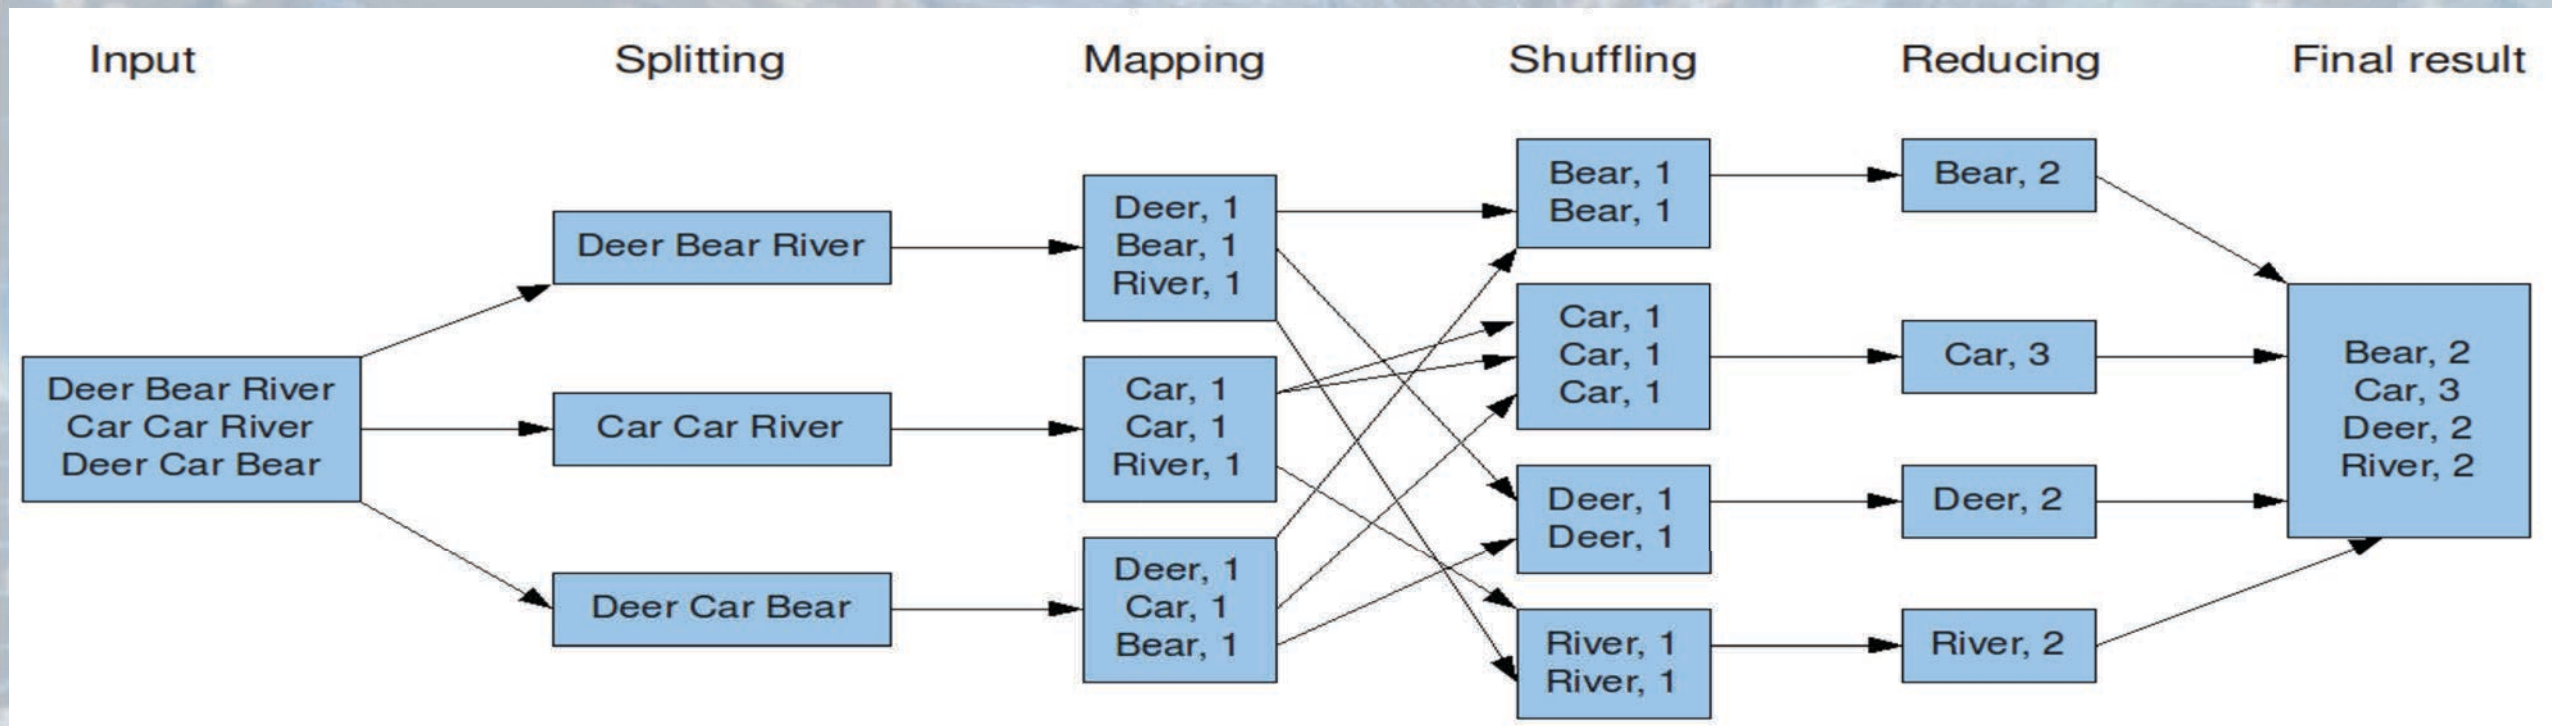 Input
Splitting
Mapping
Shuffling
Reducing
Final result
Deer Bear River
Car Car River
Deer Car Bear
Deer Bear River
Car Car River
Deer Car Bear
Deer, 1
Bear, 1
River, 1
Car, 1
Car, 1
River, 1
Deer, 1
Car, 1
Bear, 1
Bear, 1
Bear, 1
Car, 1
Car, 1
Car, 1
Deer, 1
Deer, 1
River, 1
River, 1
Bear, 2
Car, 3
Deer, 2
River, 2
Bear, 2
Car, 3
Deer, 2
River, 2